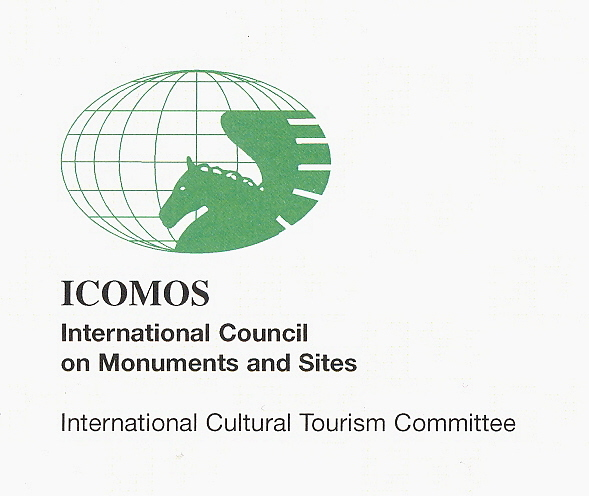 ICOMOS
International Council
on Monuments and Sites
International Cultural Tourism Committee